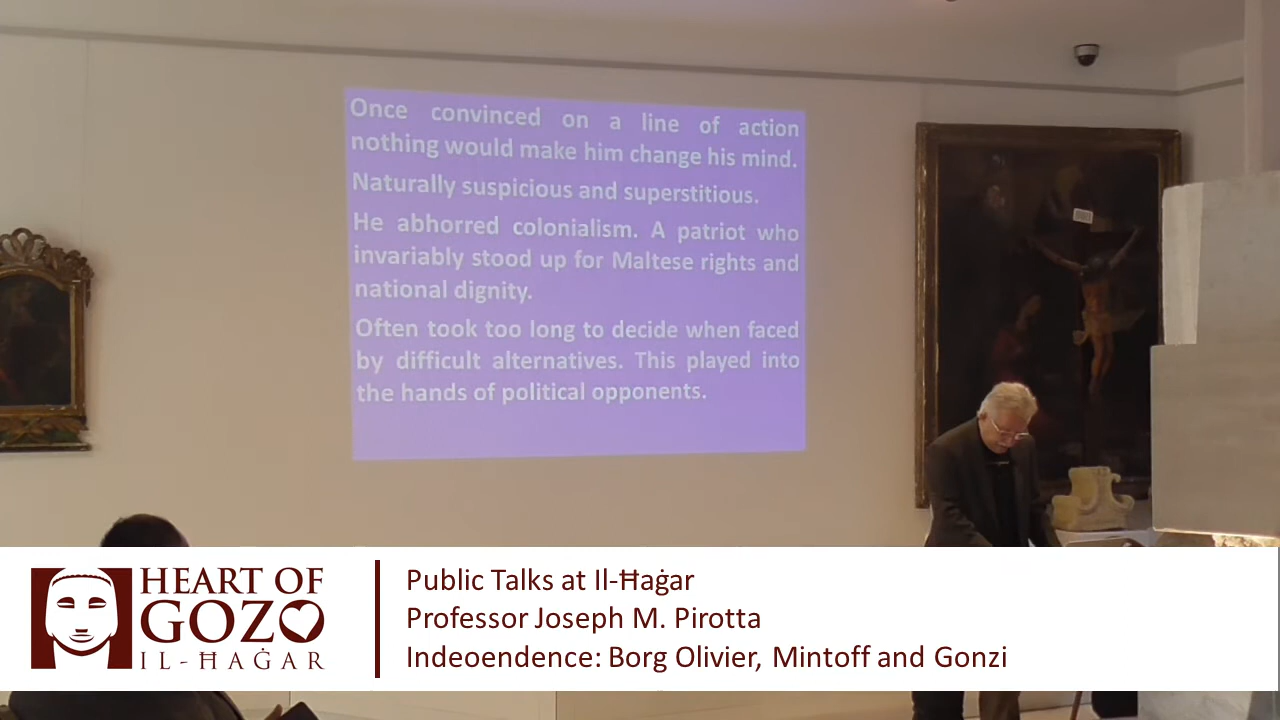 Once convinced on a line of action
nothing would make him change his mind.
Naturally suspicious and superstitious.
He abhorred colonialism. A patriot who
invariably stood up for Maltese rights and
national dignity.
Often took too long to decide when faced
by difficult alternatives. This played into
the hands of political opponents.
HEART OF
GOZO
IL-ĦAĠAR
Public Talks at Il-Ħaġar
Professor Joseph M. Pirotta
Indeoendence: Borg Olivier, Mintoff and Gonzi